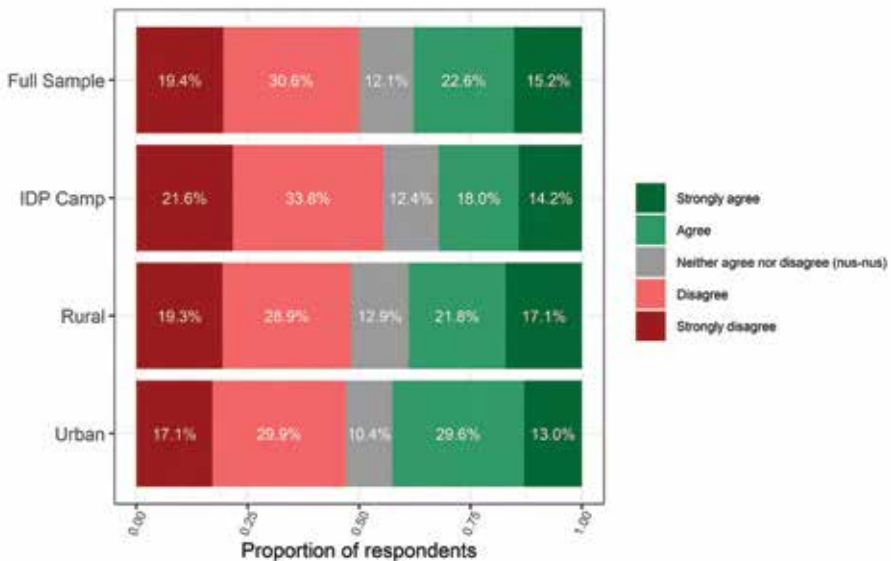 Full Sample
19.4% 30.6% 12.1% 22.6% 15.2%
IDP Camp
21.6% 33.8% 12.4% 18.0% 14.2%
Rural
19.3% 28.9% 12.9% 21.8% 17.1%
Urban
17.1% 29.9% 10.4% 29.6% 13.0%
0.00 0.25 0.50 0.75 1.00
Proportion of respondents
Strongly agree
Agree
Neither agree nor disagree (nus-nus)
Disagree
Strongly disagree